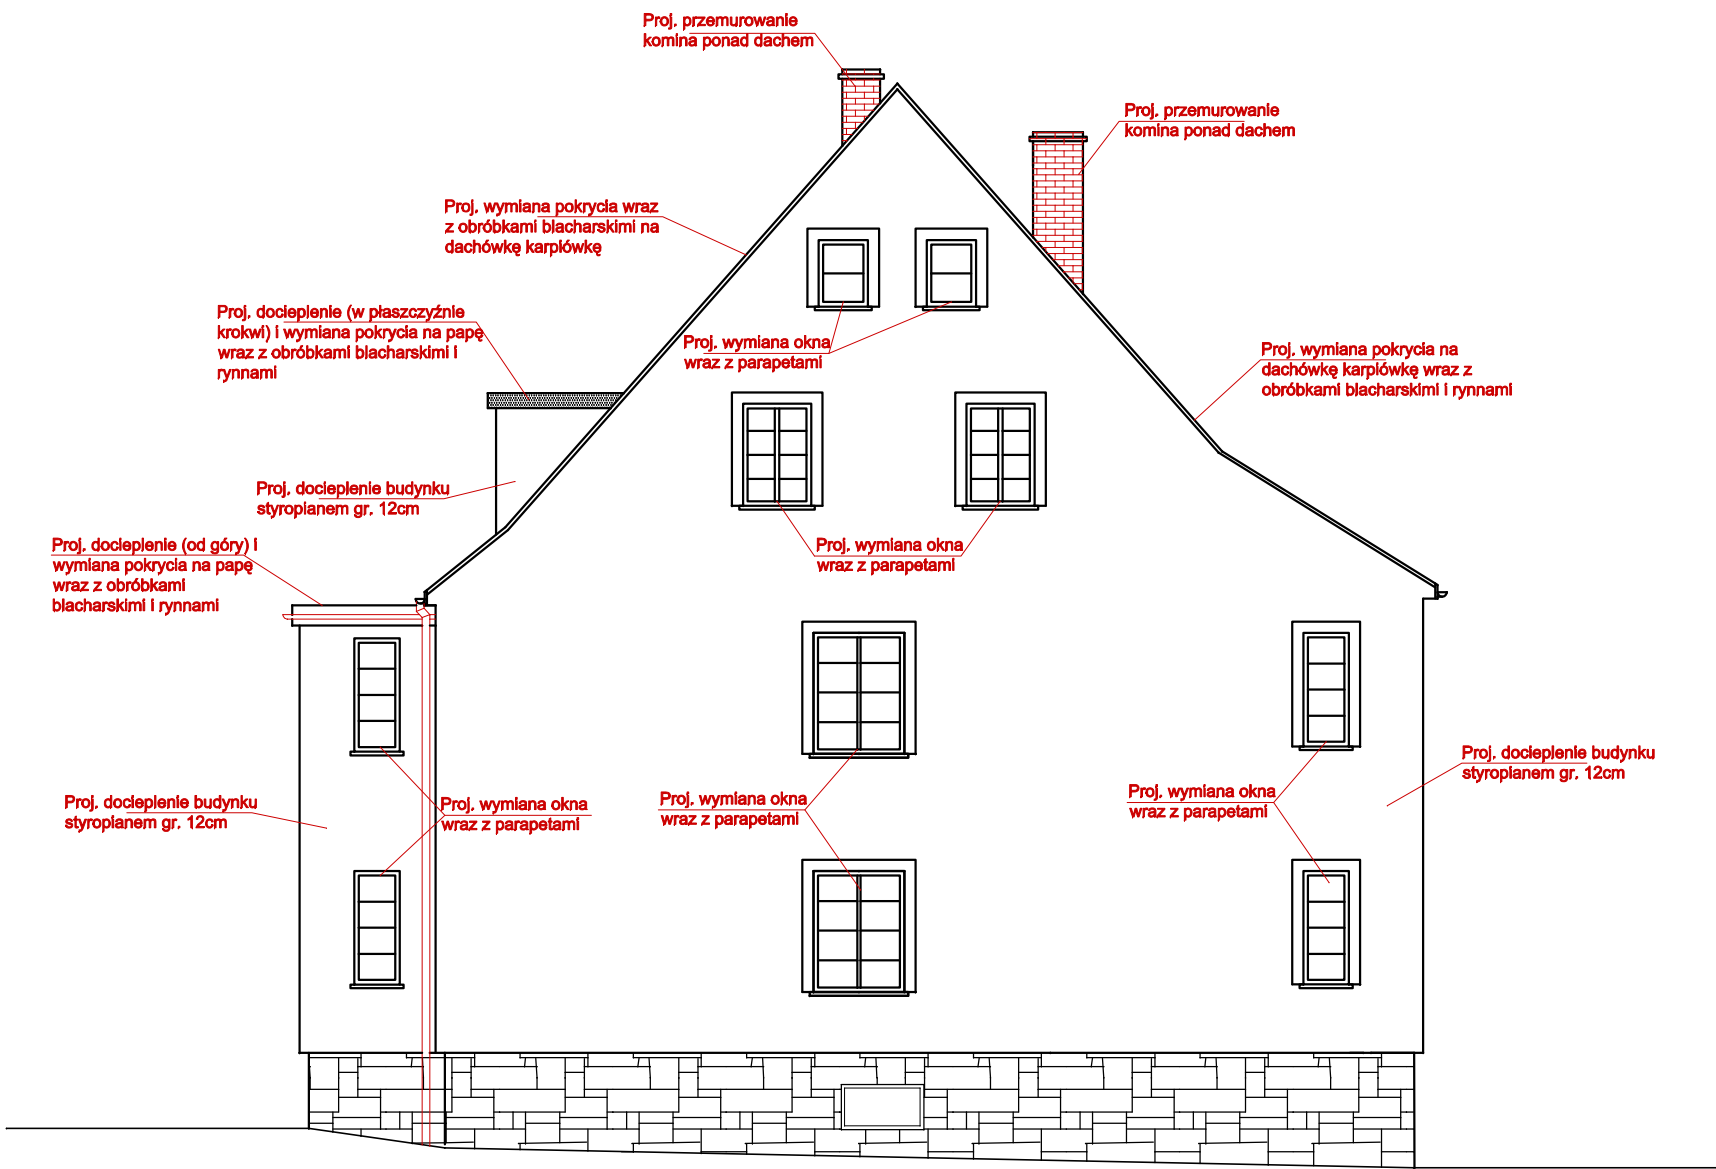 Proj. przemurowanie
komina ponad dachem
Proj. przemurowanie
komina ponad dachem
Proj. wymiana pokrycia wraz
z obróbkami blacharskimi na
dachówkę karpiówkę
Proj. docieplenie (w płaszczyźnie
krokwi) i wymiana pokrycia na papę
wraz z obróbkami blacharskimi i
rynnami
Proj. wymiana okna
wraz z parapetami
Proj. wymiana pokrycia na
dachówkę karpiówkę wraz z
obróbkami blacharskimi i rynnami
Proj. docieplenie budynku
styropianem gr. 12cm
Proj. docieplenie (od góry) i
wymiana pokrycia na papę
wraz z obróbkami
blacharskimi i rynnami
Proj. wymiana okna
wraz z parapetami
Proj. docieplenie budynku
styropianem gr. 12cm
Proj. docieplenie budynku
styropianem gr. 12cm
Proj. wymiana okna
wraz z parapetami
Proj. wymiana okna
wraz z parapetami
Proj. wymiana okna
wraz z parapetami